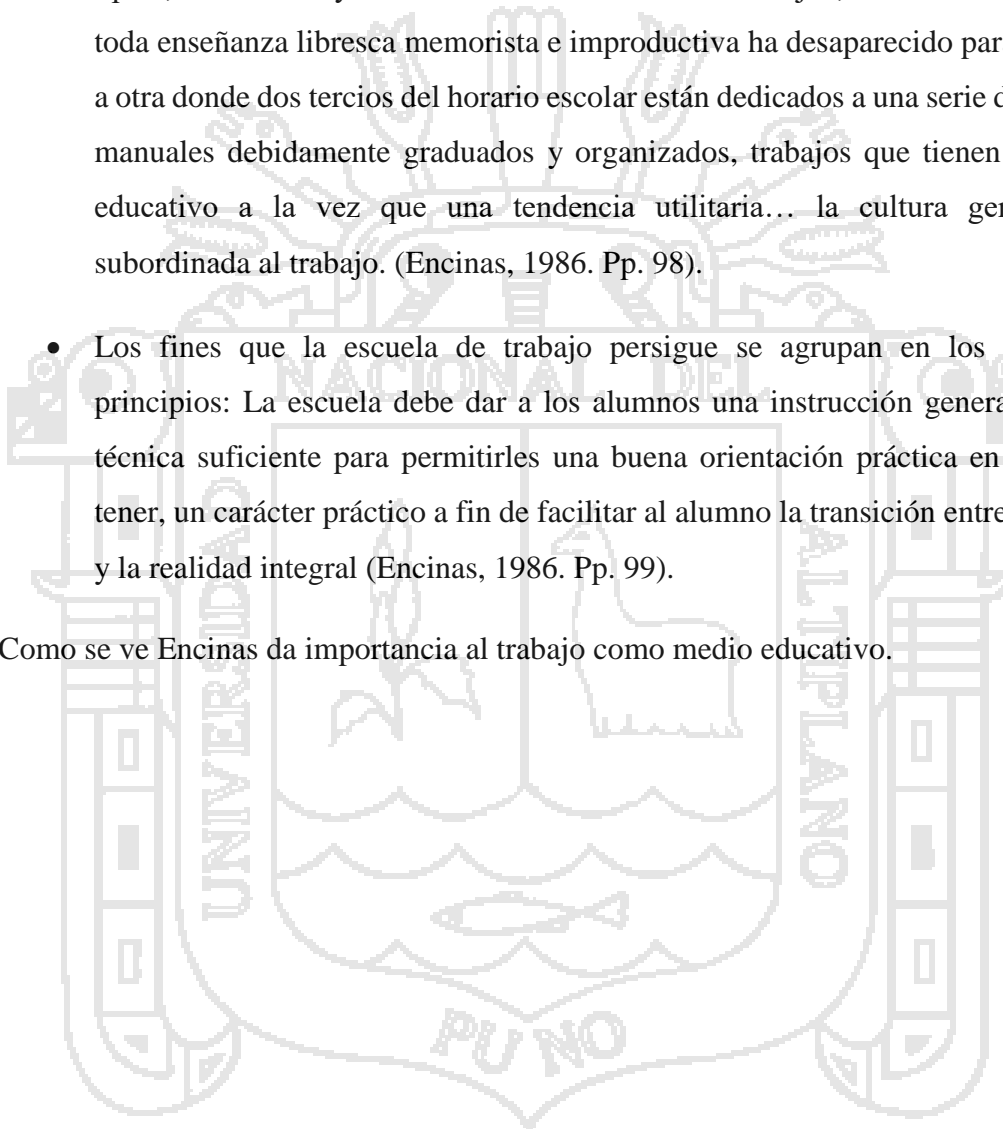 toda enseñanza libresca memorista e improductiva ha desaparecido par
a otra donde dos tercios del horario escolar están dedicados a una serie
manuales debidamente graduados y organizados, trabajos que tienen
educativo a la vez que una tendencia utilitaria… la cultura
subordinada al trabajo. (Encinas, 1986. Pp. 98).
• Los fines que la escuela de trabajo persigue se agrupan en los
principios: La escuela debe dar a los alumnos una instrucción
técnica suficiente para permitirles una buena orientación práctica en
tener, un carácter práctico a fin de facilitar al alumno la transición entre
y la realidad integral (Encinas, 1986. Pp. 99).
Como se ve Encinas da importancia al trabajo como medio educativo.
UNIVERSIDAD
NACIONAL DEL
ALTIPLANO
PUNO